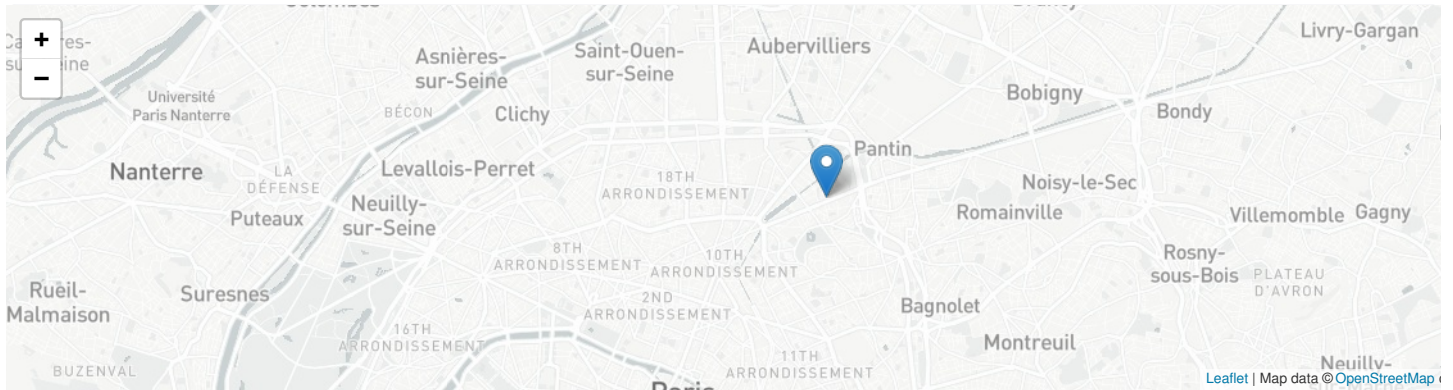 +
−
Livry-Gargan
Asnières-
sur-Seine
Saint-Ouen-
sur-Seine
Aubervilliers
Université
Paris Nanterre
BÉCON
Clichy
Bobigny
Bondy
Pantin
Nanterre
LA
DÉFENSE
Levallois-Perret
18TH
ARRONDISSEMENT
Noisy-le-Sec
Puteaux
Neuilly-
sur-Seine
Romainville
Villemomble
Gagny
8TH
ARRONDISSEMENT
10TH
ARRONDISSEMENT
Rosny-
sous-Bois
PLATEAU
D'AVRON
Rueil-
Malmaison
Suresnes
2ND
ARRONDISSEMENT
Bagnolet
16TH
ARRONDISSEMENT
Montreuil
BUZENVAL
11TH
ARRONDISSEMENT
Paris
Neuilly-
Leaflet | Map data © OpenStreetMap